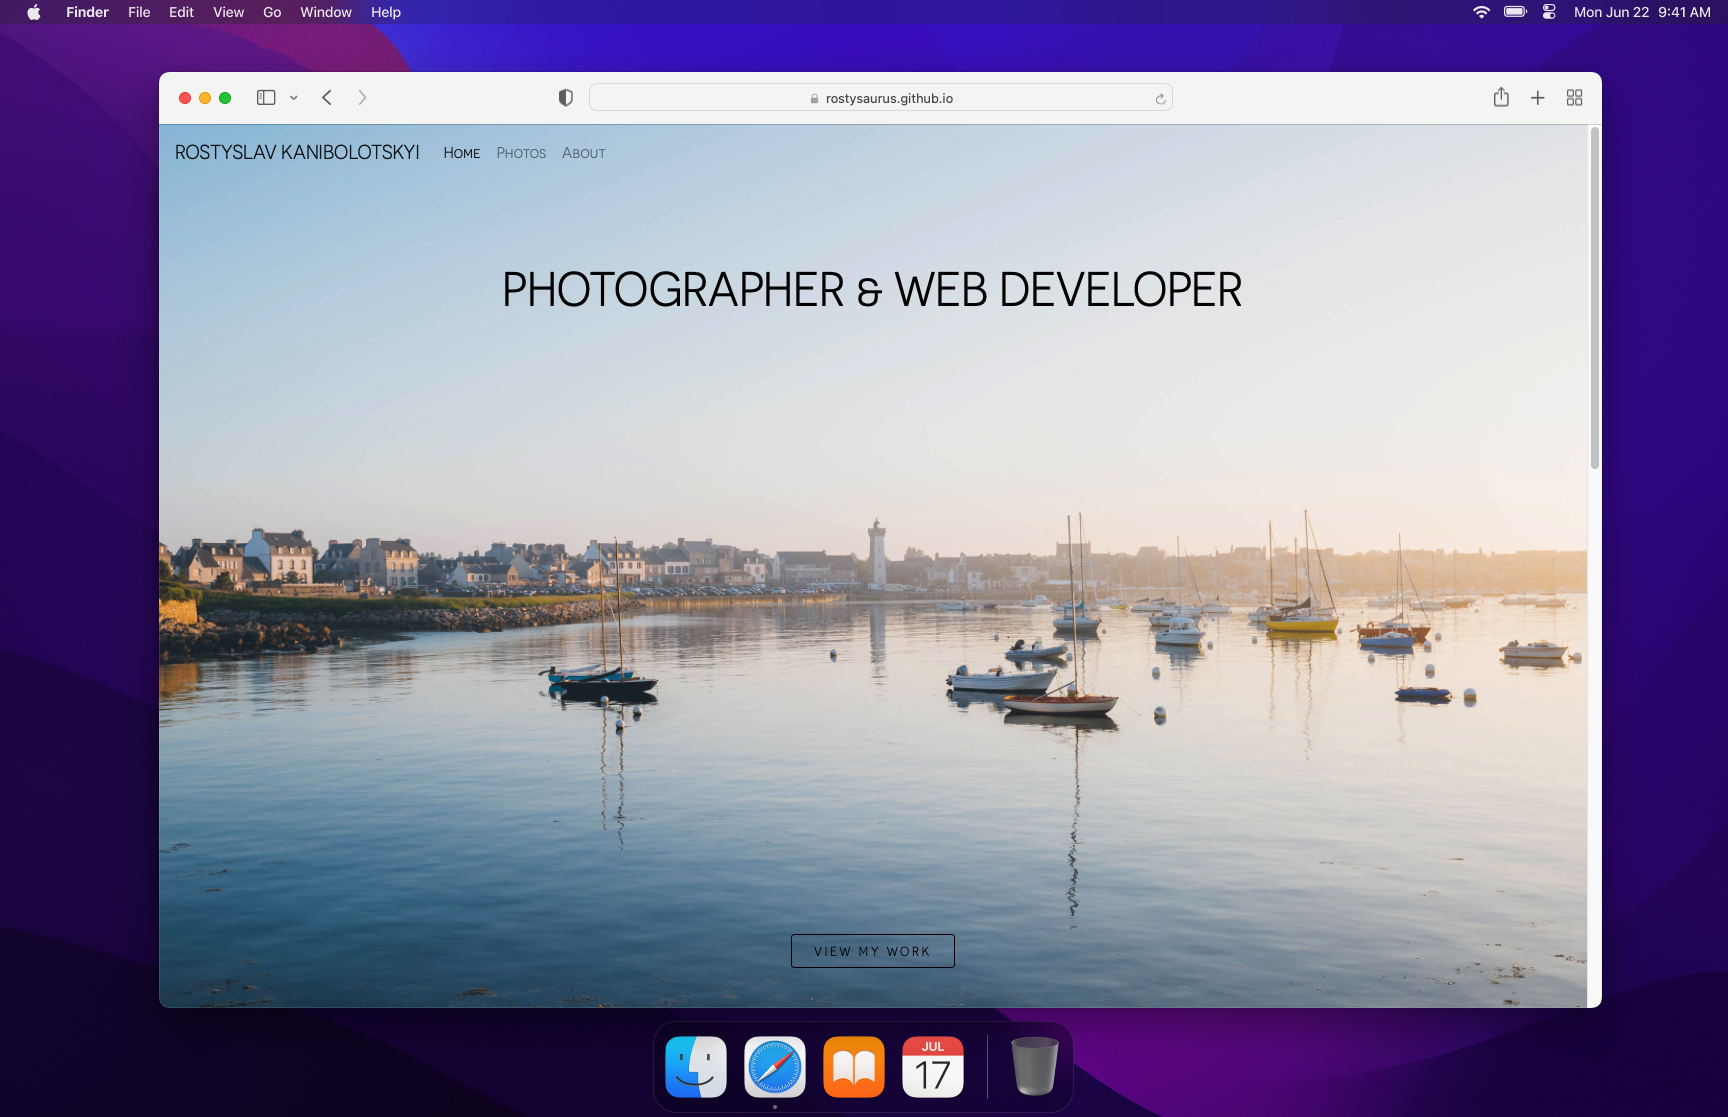 Finder File Edit View Go Window Help Mon Jun 22 9:41 AM
rostysaurus.github.io
ROSTYSLAV KANIBOLOTSKYI Home Photos About
PHOTOGRAPHER & WEB DEVELOPER
VIEW MY WORK
JUL
17